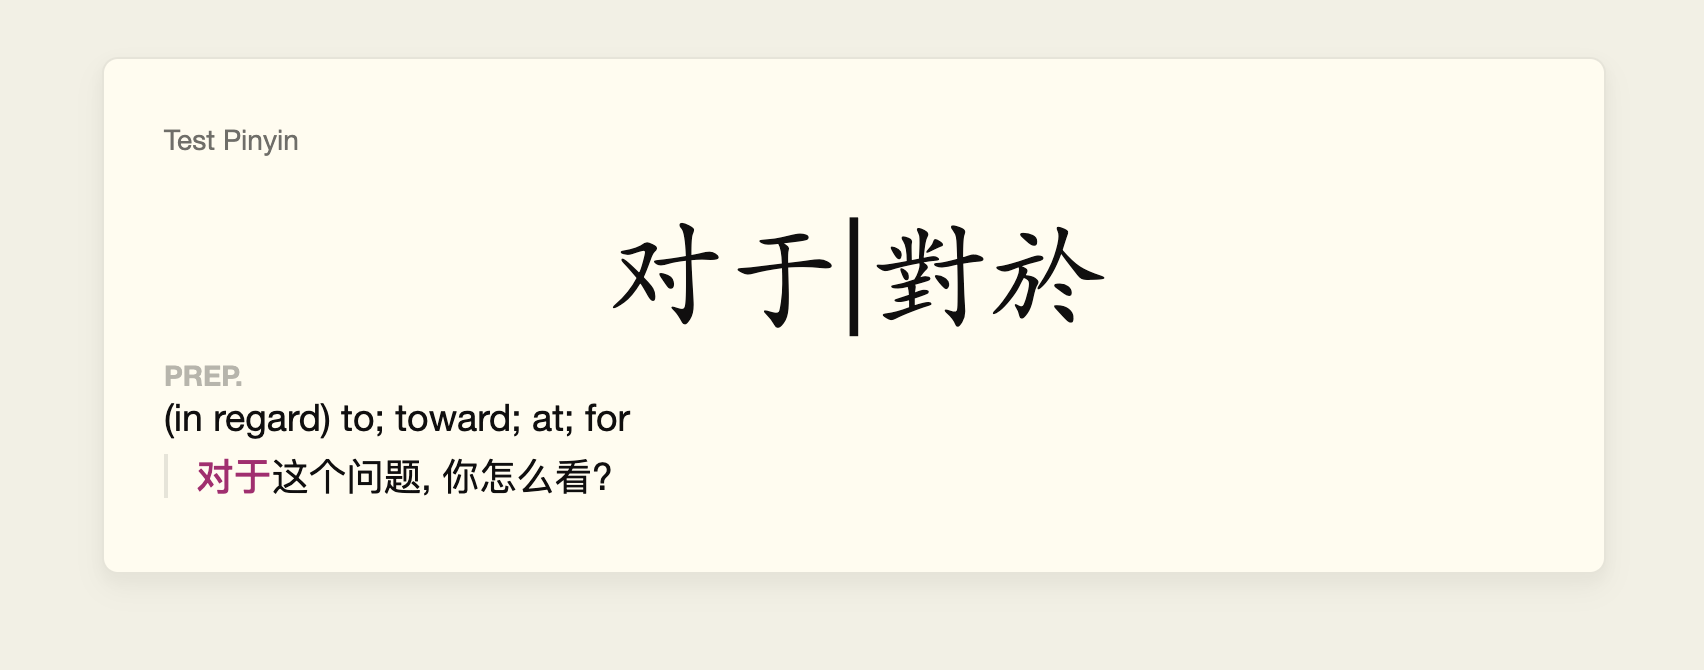 Test Pinyin
对于|對於
PREP.
(in regard) to; toward; at; for
对于这个问题, 你怎么看?